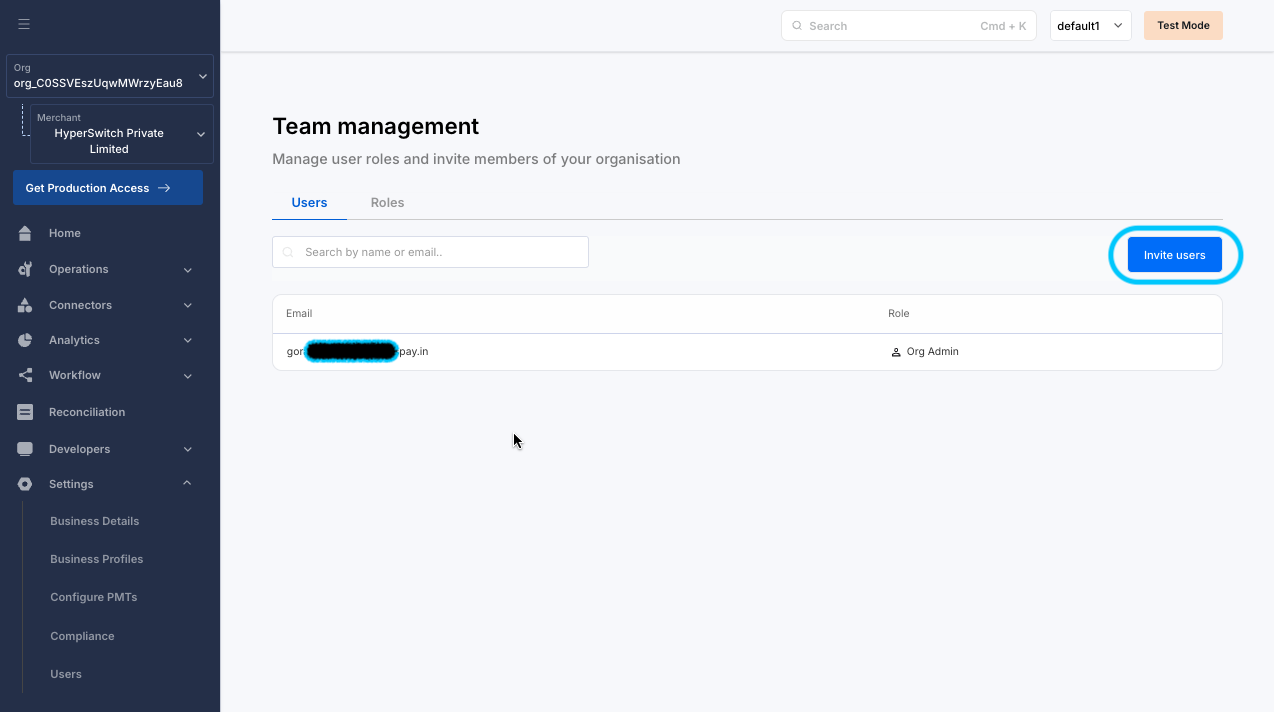 Org
org_C0SSVEszUqwMWrzyEau8
Merchant
HyperSwitch Private
Limited
Get Production Access
Home
Operations
Connectors
Analytics
Workflow
Reconciliation
Developers
Settings
Business Details
Business Profiles
Configure PMTs
Compliance
Users
Search Cmd + K
default1
Test Mode
Team management
Manage user roles and invite members of your organisation
Users Roles
Search by name or email..
Invite users
Email Role
gor pay.in Org Admin